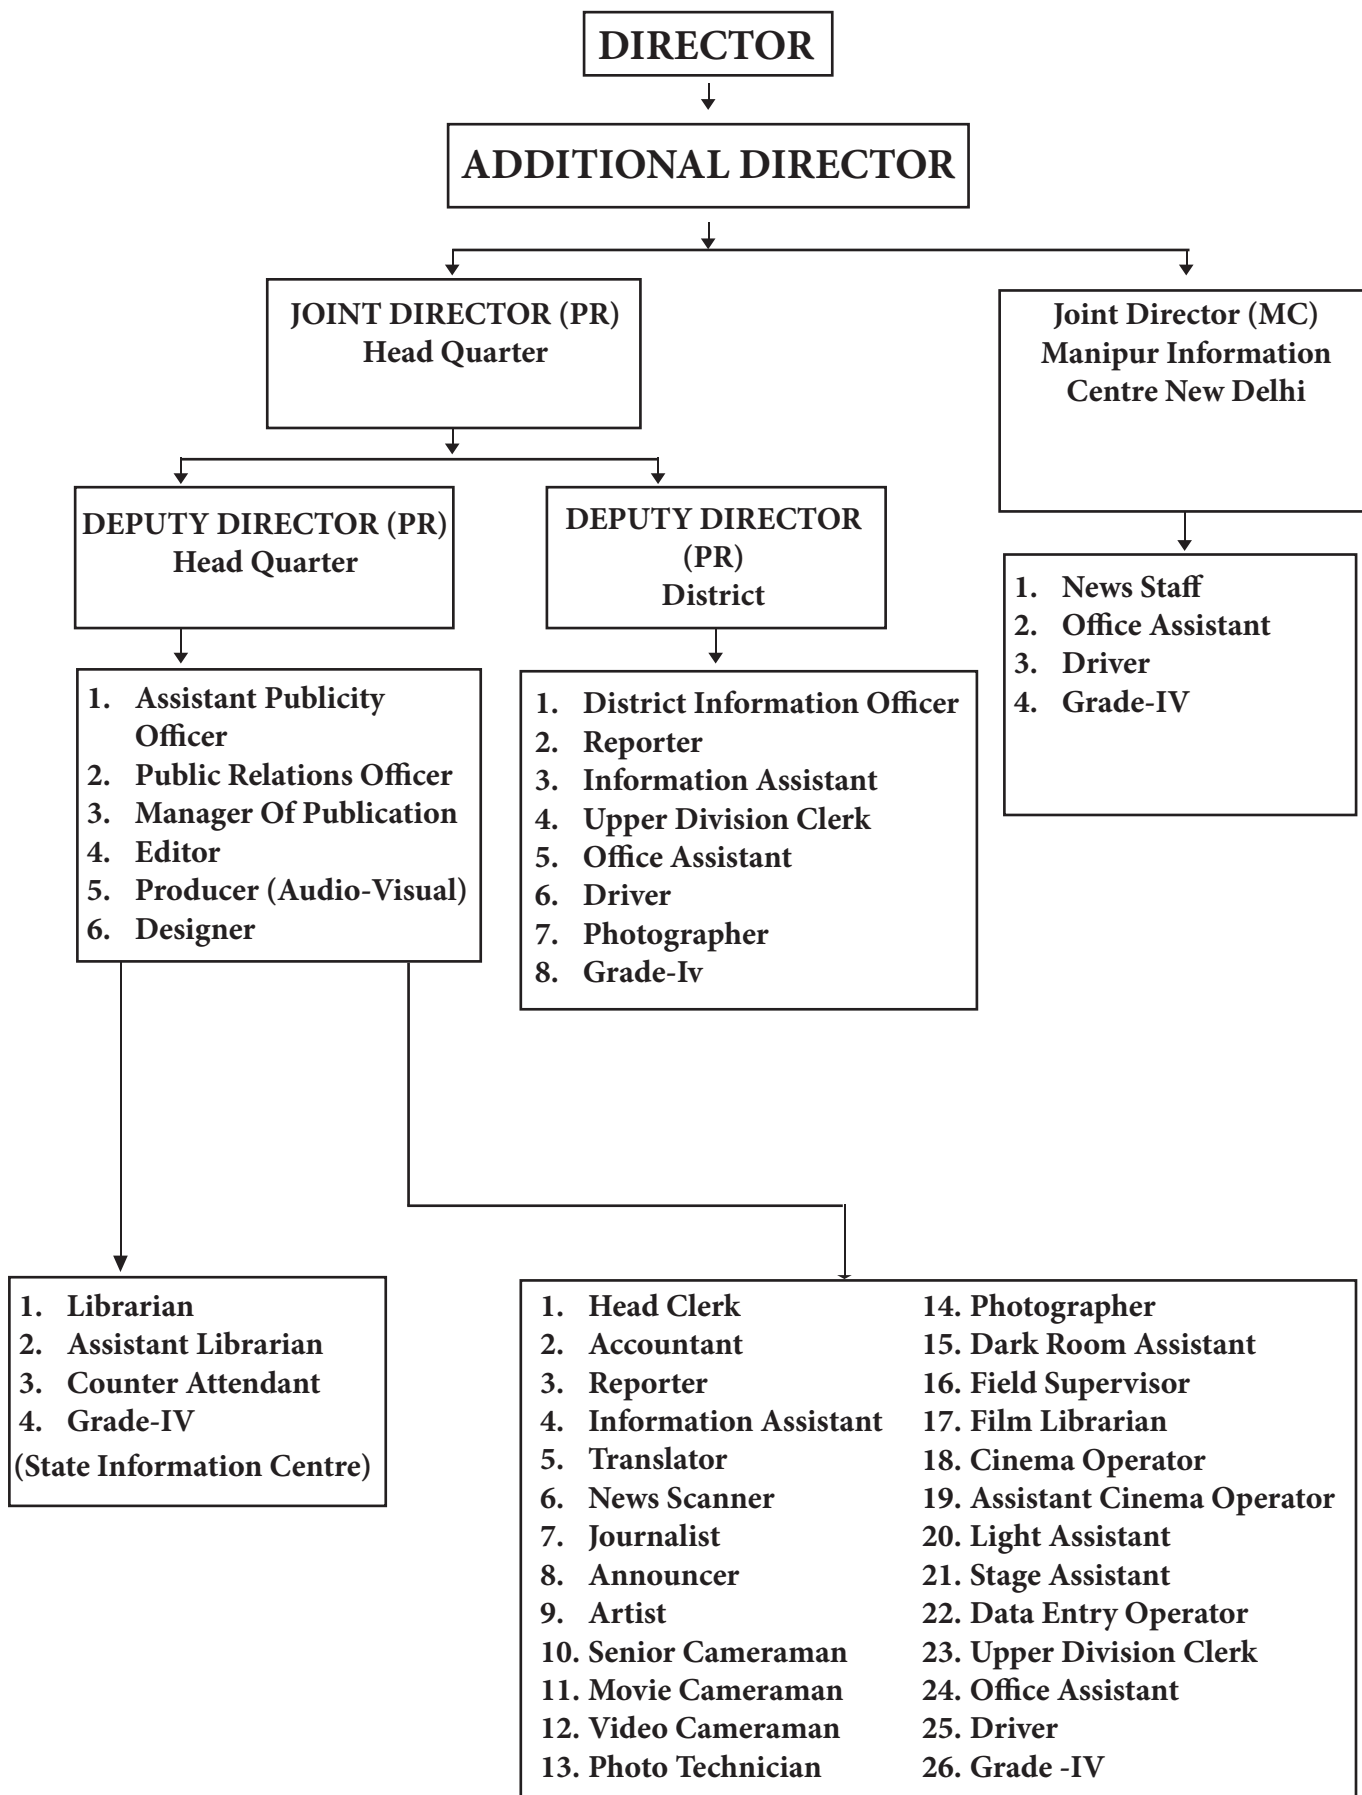 DIRECTOR
ADDITIONAL DIRECTOR
JOINT DIRECTOR (PR)
Head Quarter
Joint Director (MC)
Manipur Information
Centre New Delhi
DEPUTY DIRECTOR (PR)
Head Quarter
DEPUTY DIRECTOR
(PR)
District
1. News Staff
2. Office Assistant
3. Driver
4. Grade-IV
1. Assistant Publicity
Officer
2. Public Relations Officer
3. Manager Of Publication
4. Editor
5. Producer (Audio-Visual)
6. Designer
1. District Information Officer
2. Reporter
3. Information Assistant
4. Upper Division Clerk
5. Office Assistant
6. Driver
7. Photographer
8. Grade-Iv
1. Librarian
2. Assistant Librarian
3. Counter Attendant
4. Grade-IV
(State Information Centre)
1. Head Clerk
2. Accountant
3. Reporter
4. Information Assistant
5. Translator
6. News Scanner
7. Journalist
8. Announcer
9. Artist
10. Senior Cameraman
11. Movie Cameraman
12. Video Cameraman
13. Photo Technician
14. Photographer
15. Dark Room Assistant
16. Field Supervisor
17. Film Librarian
18. Cinema Operator
19. Assistant Cinema Operator
20. Light Assistant
21. Stage Assistant
22. Data Entry Operator
23. Upper Division Clerk
24. Office Assistant
25. Driver
26. Grade -IV